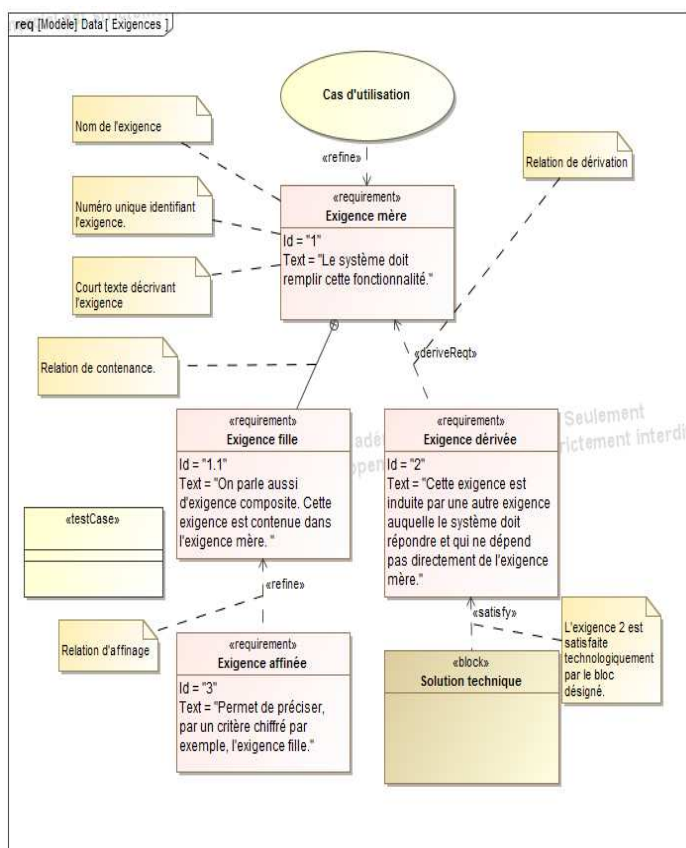 req [Modèle] Data [ Exigences ]
Cas d'utilisation
Nom de l'exigence
«refine»
Relation de dérivation
«requirement»
Exigence mère
Id = "1"
Text = "Le système doit
remplir cette fonctionnalité."
Numéro unique identifiant
l'exigence.
Court texte décrivant
l'exigence
«deriveReqt»
Relation de contenance.
«requirement»
Exigence fille
Id = "1.1"
Text = "On parle aussi
d'exigence composite. Cette
exigence est contenue dans
l'exigence mère. "
«requirement»
Exigence dérivée
Id = "2"
Text = "Cette exigence est
induite par une autre exigence
auquelle le système doit
répondre et qui ne dépend
pas directement de l'exigence
mère."
Seulement
rictement interdi
«testCase»
«refine»
«satisfy»
Relation d'affinage
«requirement»
Exigence affinée
Id = "3"
Text = "Permet de préciser,
par un critère chiffré par
exemple, l'exigence fille."
«block»
Solution technique
L'exigence 2 est
satisfaite
technologiquement
par le bloc
désigné.